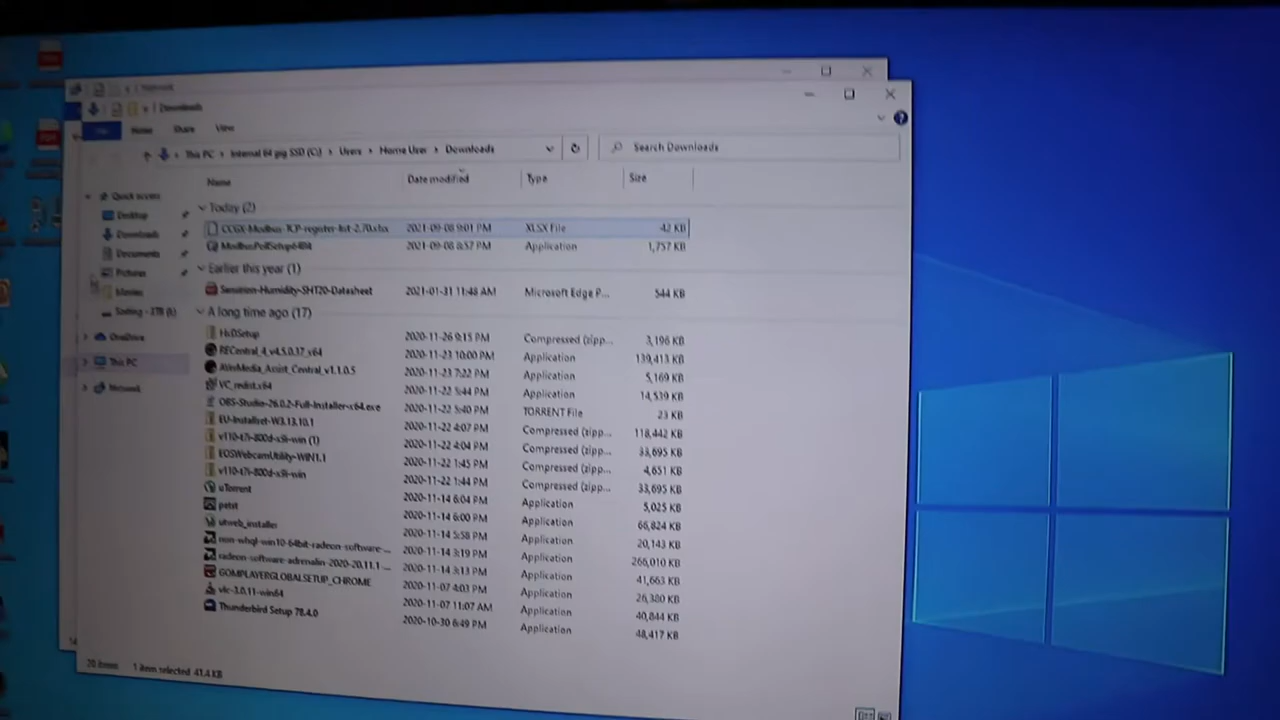 Downloads
File Home Share View
This PC › Internal 64 gig SSD (C:) › Users › Home User › Downloads
Search Downloads
Name Date modified Type Size
Quick access
Desktop
Downloads
Documents
Pictures
Movies
OneDrive
This PC
Network
Today (2)
CCGX-Modbus-TCP-register-list-2.70.xlsx 2021-09-08 9:01 PM XLSX File 42 KB
ModbusPollSetup64Bit 2021-09-08 8:57 PM Application 1,757 KB
Earlier this year (1)
Sensirion-Humidity-SHT20-Datasheet 2021-01-31 11:48 AM Microsoft Edge P... 544 KB
A long time ago (17)
HxDSetup 2020-11-26 9:15 PM Compressed (zipp... 3,196 KB
RECentral_4_v4.5.0.37_x64 2020-11-23 10:00 PM Application 139,413 KB
AVerMedia_Assist_Central_v1.1.0.5 2020-11-23 7:22 PM Application 5,169 KB
VC_redist.x64 2020-11-22 5:44 PM Application 14,539 KB
OBS-Studio-26.0.2-Full-Installer-x64.exe 2020-11-22 5:40 PM TORRENT File 23 KB
EU-Installset-W3.13.10.1 2020-11-22 4:07 PM Compressed (zipp... 118,442 KB
v110-t7i-800d-x9i-win (1) 2020-11-22 4:04 PM Compressed (zipp... 33,695 KB
EOSWebcamUtility-WIN1.1 2020-11-22 1:45 PM Compressed (zipp... 4,651 KB
v110-t7i-800d-x9i-win 2020-11-22 1:44 PM Compressed (zipp... 33,695 KB
uTorrent 2020-11-14 6:04 PM Application 5,025 KB
petit 2020-11-14 6:00 PM Application 66,824 KB
utweb_installer 2020-11-14 5:58 PM Application 20,143 KB
non-whql-win10-64bit-radeon-software-... 2020-11-14 3:19 PM Application 266,010 KB
radeon-software-adrenalin-2020-20.11.1-... 2020-11-14 3:13 PM Application 41,663 KB
GOMPLAYERGLOBALSETUP_CHROME 2020-11-07 4:03 PM Application 26,380 KB
vlc-3.0.11-win64 2020-11-07 11:07 AM Application 40,844 KB
Thunderbird Setup 78.4.0 2020-10-30 6:49 PM Application 48,417 KB
20 items 1 item selected 41.4 KB